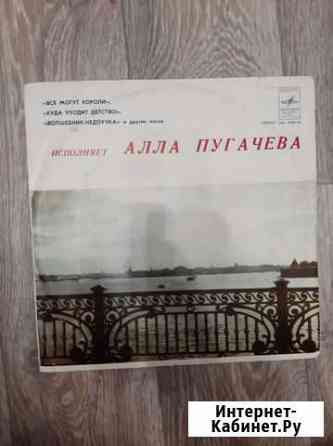 «ВСЕ МОГУТ КОРОЛИ»,
«КУДА УХОДИТ ДЕТСТВО»,
«ВОЛШЕБНИК-НЕДОУЧКА» и другие песни
ИСПОЛНЯЕТ АЛЛА ПУГАЧЕВА
Интернет-
Кабинет.Ру